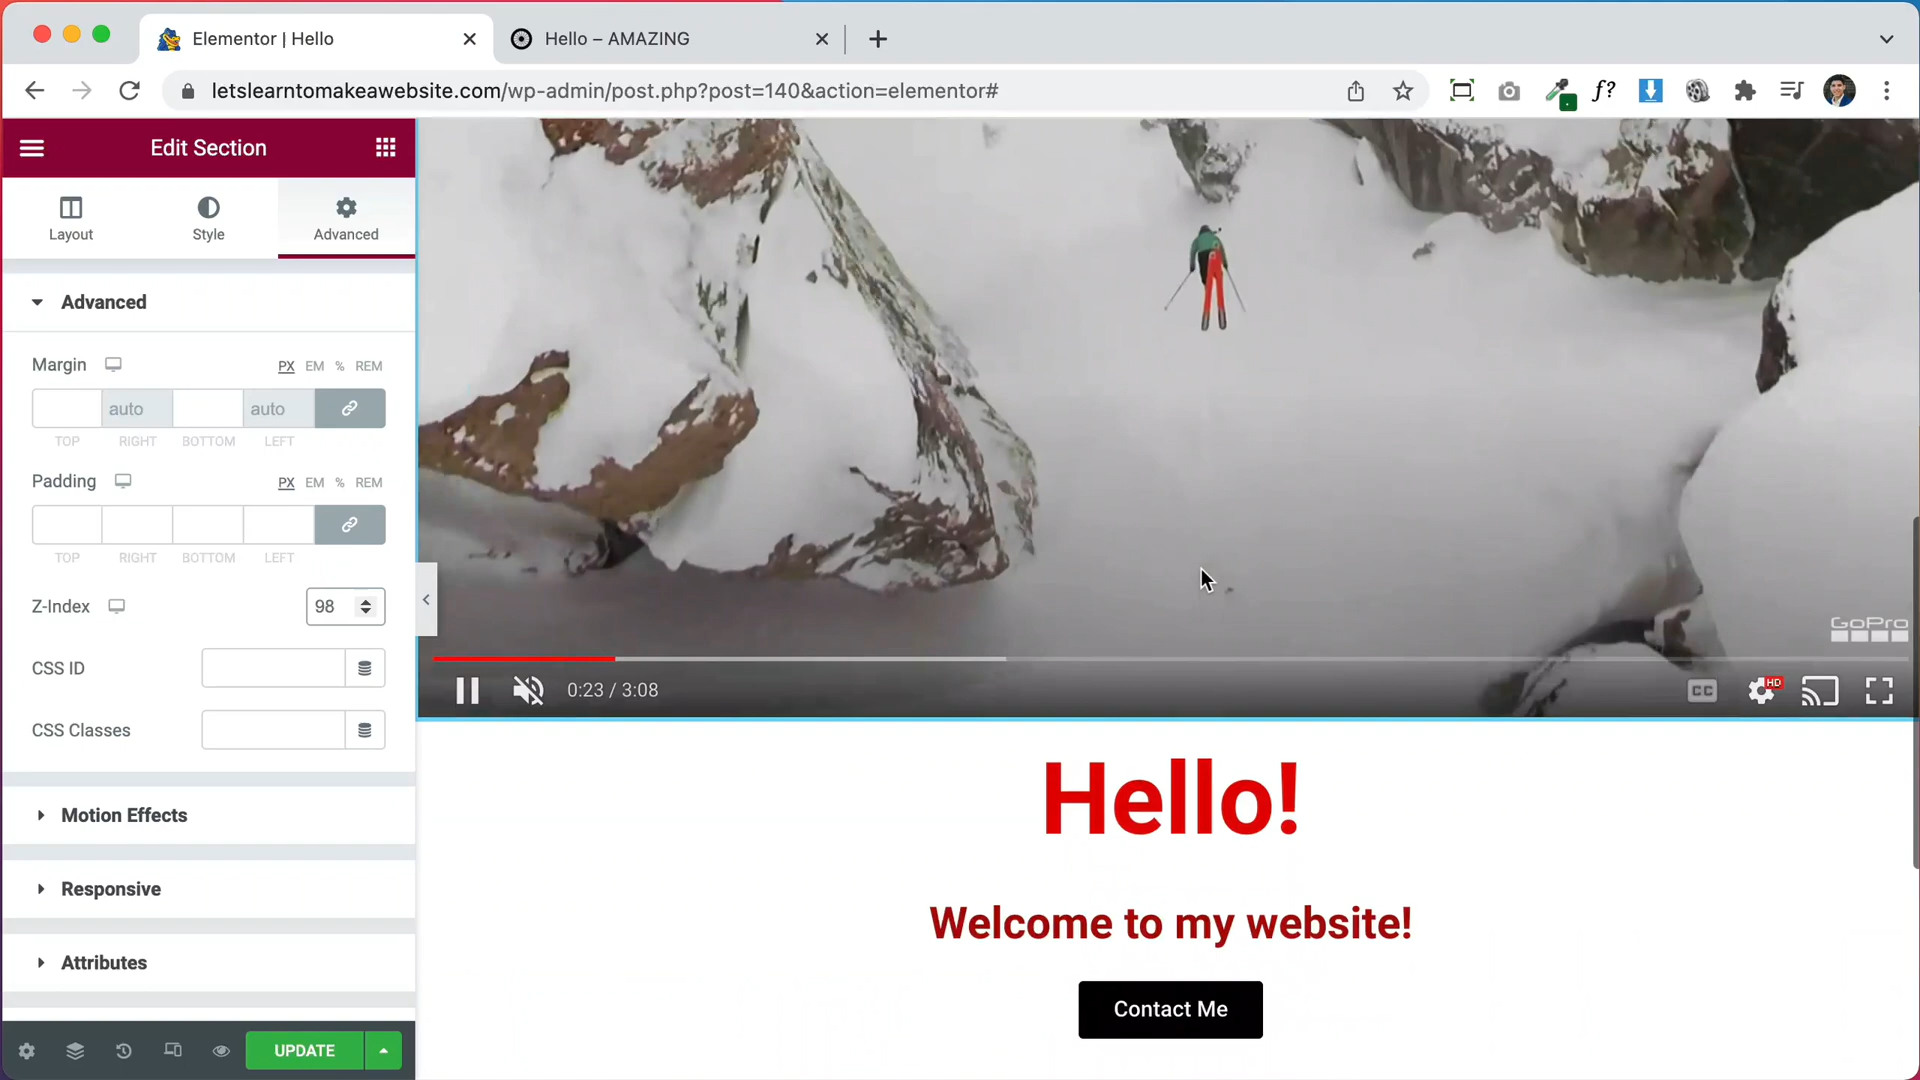 Elementor | Hello
Hello – AMAZING
letslearntomakeawebsite.com/wp-admin/post.php?post=140&action=elementor#
f?
Edit Section
Layout
Style
Advanced
Advanced
Margin
PX EM % REM
auto
auto
TOP RIGHT BOTTOM LEFT
Padding
PX EM % REM
TOP RIGHT BOTTOM LEFT
Z-Index
98
CSS ID
CSS Classes
Motion Effects
Responsive
Attributes
UPDATE
GoPro
0:23 / 3:08
CC
HD
Hello!
Welcome to my website!
Contact Me